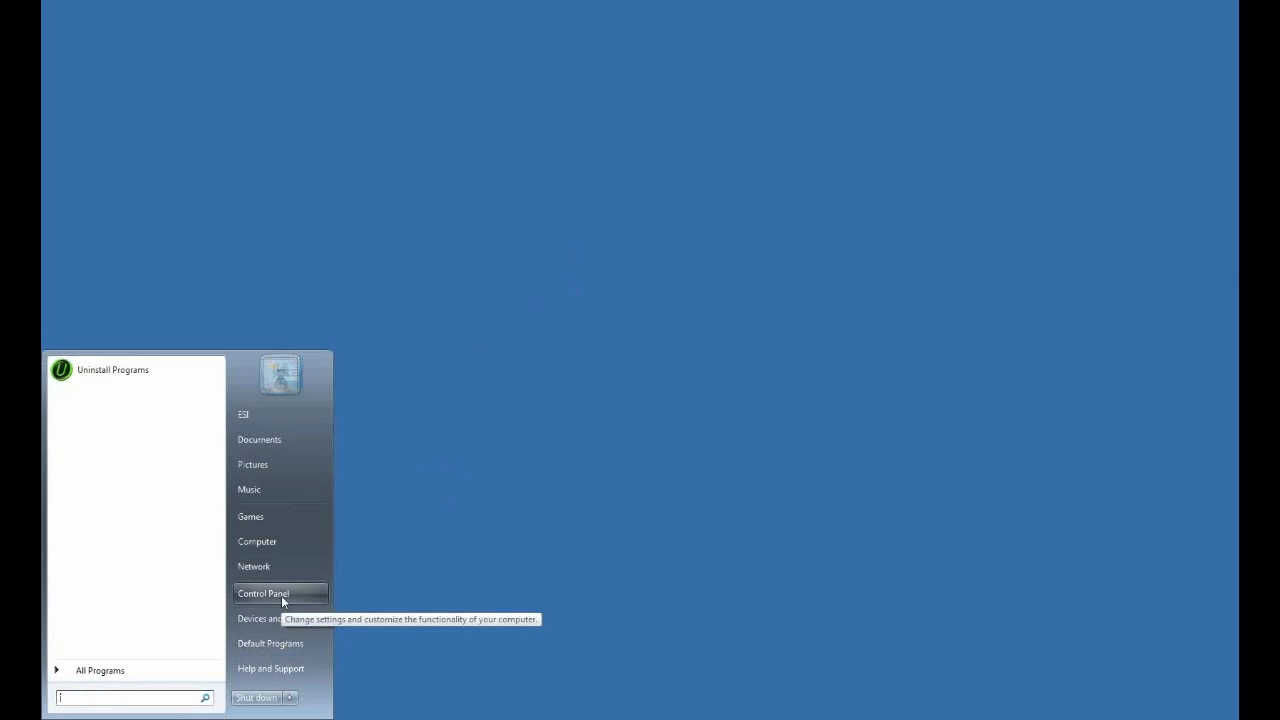 Uninstall Programs
ESI
Documents
Pictures
Music
Games
Computer
Network
Control Panel
Devices and
Change settings and customize the functionality of your computer.
Default Programs
Help and Support
All Programs
Shut down